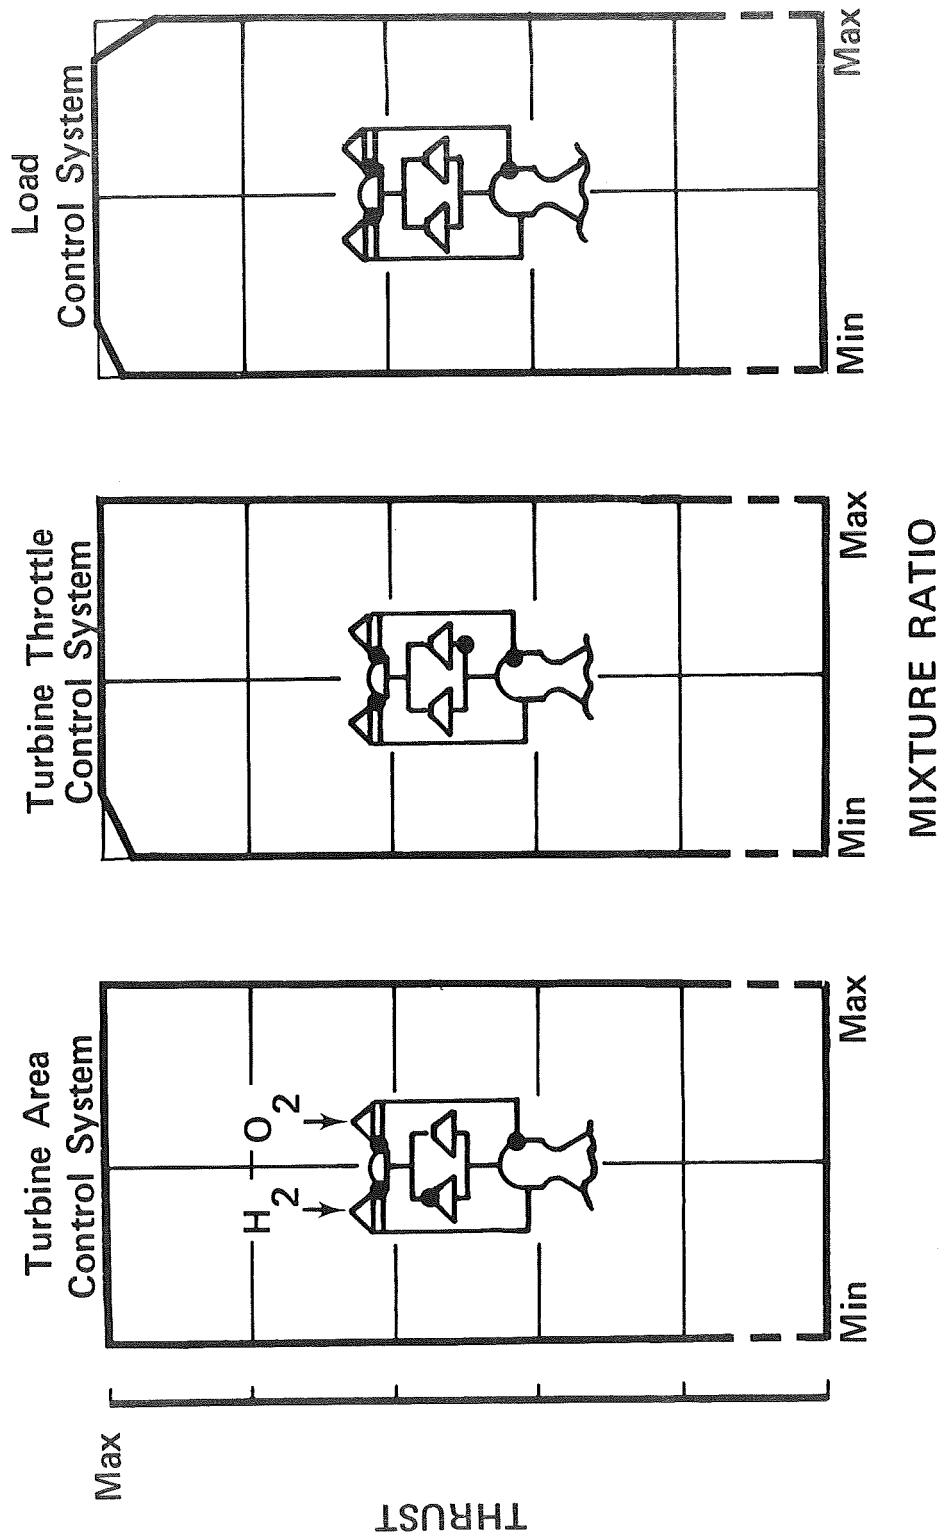 Turbine Area
Control System
Turbine Throttle
Control System
Load
Control System
Max
THRUST
H2
O2
Min
Max
Min
Max
Min
Max
MIXTURE RATIO